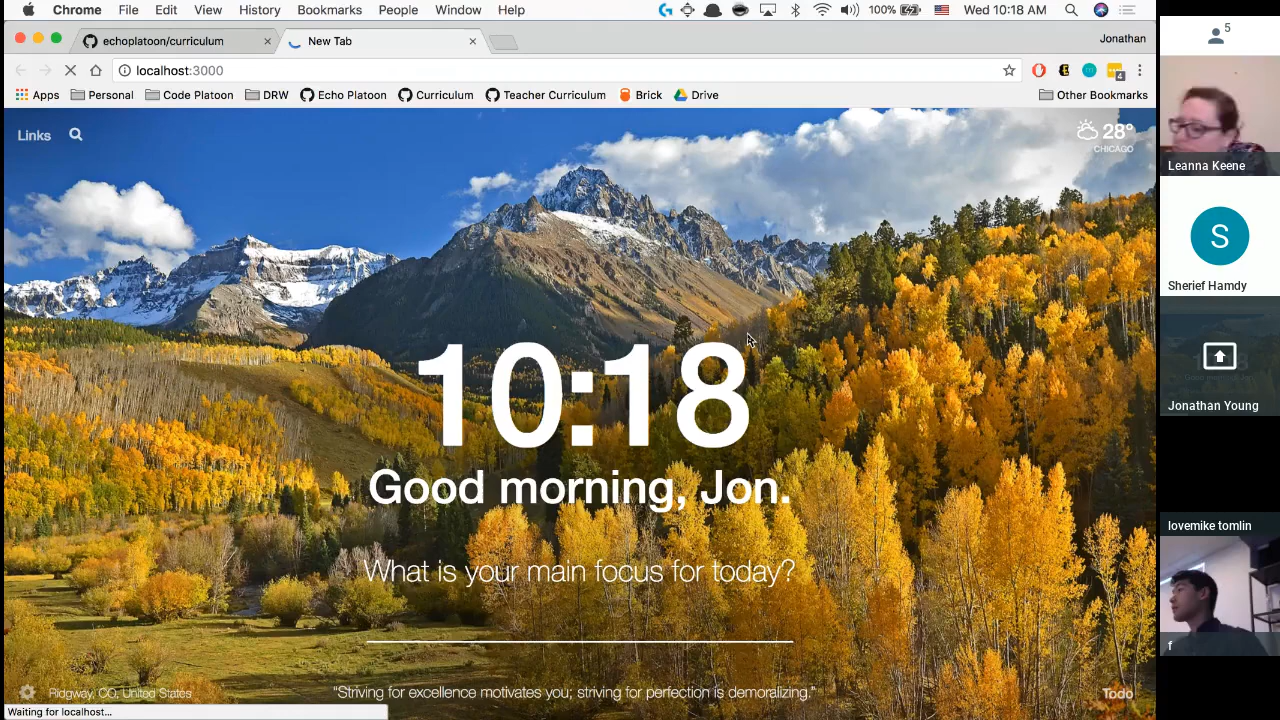 Chrome File Edit View History Bookmarks People Window Help 100% Wed 10:18 AM
echoplatoon/curriculum New Tab Jonathan
localhost:3000 4
Apps Personal Code Platoon DRW Echo Platoon Curriculum Teacher Curriculum Brick Drive Other Bookmarks
Links 28°
CHICAGO
10:18
Good morning, Jon.
What is your main focus for today?
Ridgway, CO, United States "Striving for excellence motivates you; striving for perfection is demoralizing." Todo
Waiting for localhost...
5
Leanna Keene
S
Sherief Hamdy
Jonathan Young
lovemike tomlin
f